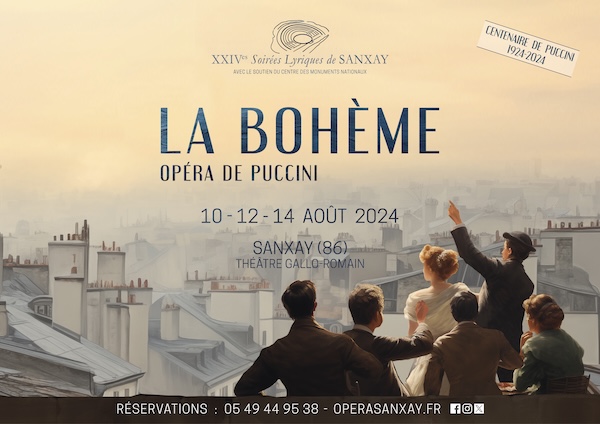 XXIVes Soirées Lyriques de SANXAY
AVEC LE SOUTIEN DU CENTRE DES MONUMENTS NATIONAUX
CENTENAIRE DE PUCCINI
1924-2024
LA BOHÈME
OPÉRA DE PUCCINI
10 - 12 - 14 AOÛT 2024
SANXAY (86)
THÉÂTRE GALLO-ROMAIN
RÉSERVATIONS : 05 49 44 95 38 - OPERASANXAY.FR